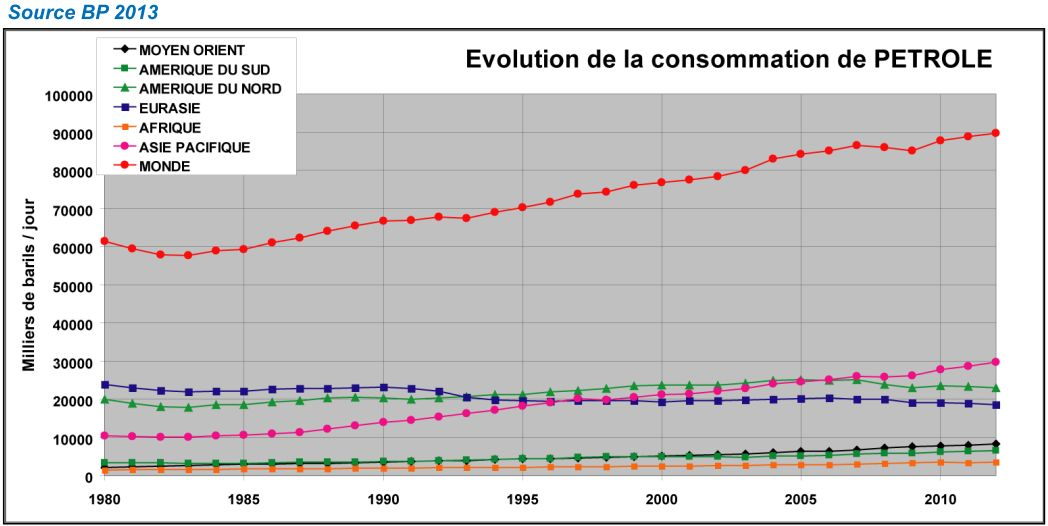 Source BP 2013
Evolution de la consommation de PETROLE
MOYEN ORIENT
AMERIQUE DU SUD
AMERIQUE DU NORD
EURASIE
AFRIQUE
ASIE PACIFIQUE
MONDE
Milliers de barils / jour
100000
90000
80000
70000
60000
50000
40000
30000
20000
10000
0
1980 1985 1990 1995 2000 2005 2010